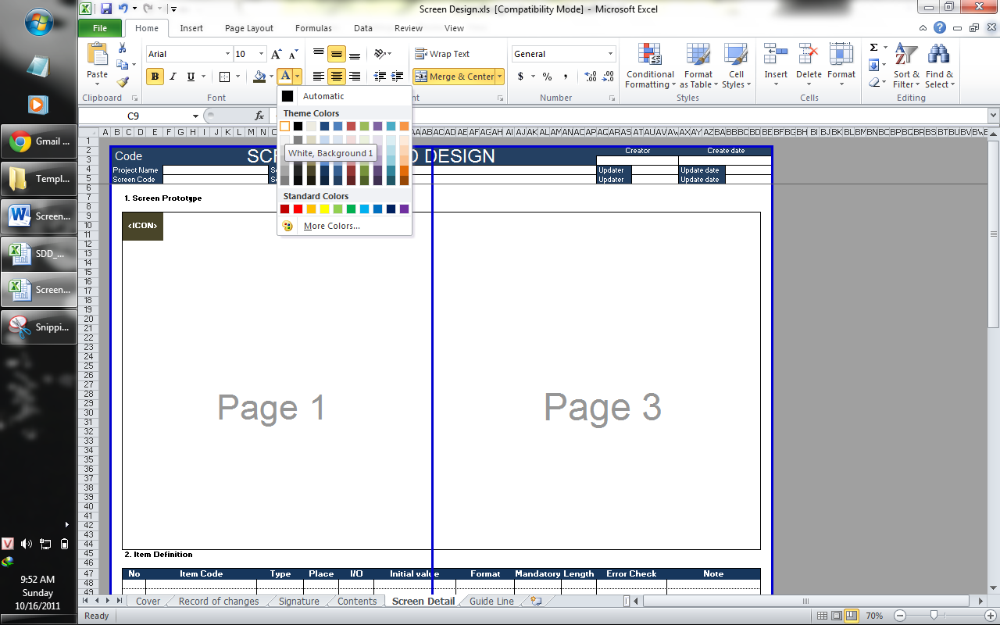 Screen Design.xls [Compatibility Mode] - Microsoft Excel
File Home Insert Page Layout Formulas Data Review View
Paste
Clipboard
Arial 10
B I U
Font
Wrap Text
Merge & Center
General
$ % ,
Number
Conditional Formatting
Format as Table
Cell Styles
Styles
Insert Delete Format
Cells
Sort & Filter
Find & Select
Editing
C9 fx
Automatic
Theme Colors
White, Background 1
Standard Colors
More Colors...
Code
DESIGN
Creator Create date
Project Name Updater Update date
Screen Code Updater Update date
1. Screen Prototype
<ICON>
Page 1 Page 3
2. Item Definition
No Item Code Type Place I/O Initial value Format Mandatory Length Error Check Note
Cover Record of changes Signature Contents Screen Detail Guide Line
Ready 70%
Gmail ...
Templ...
Screen...
SDD_...
Screen...
Snippi...
9:52 AM
Sunday
10/16/2011